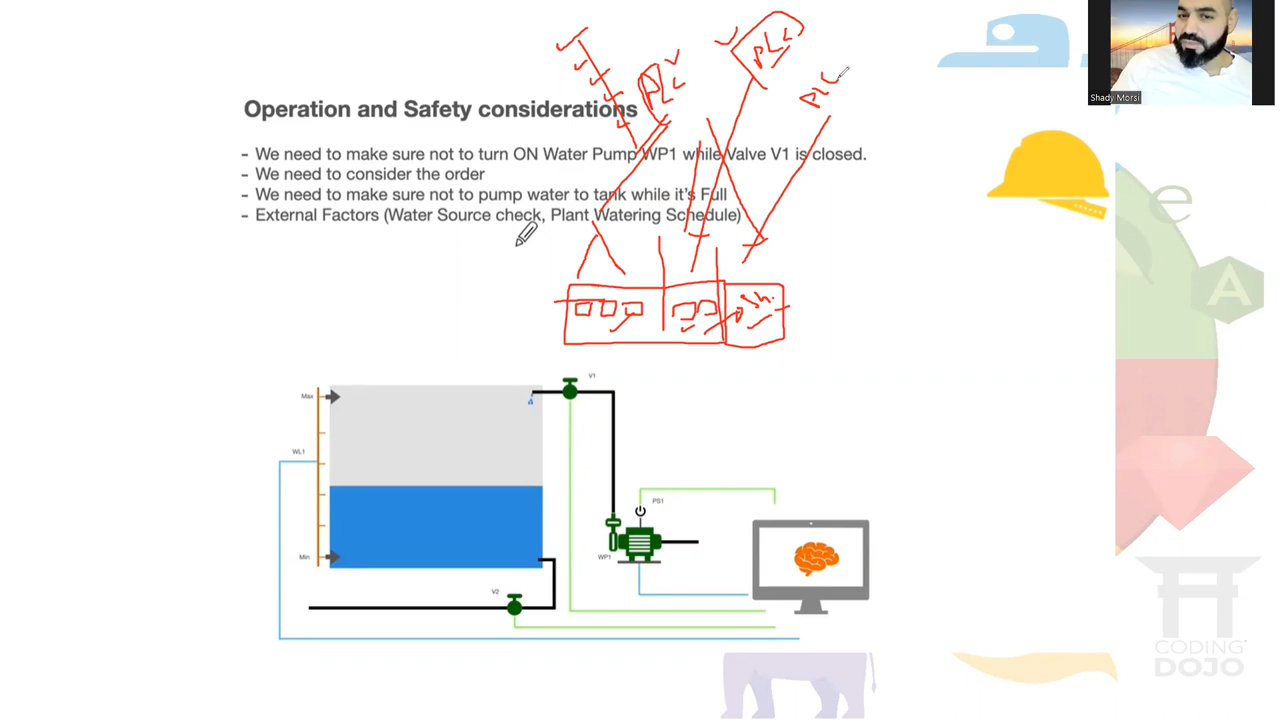 PLC
PLC
PLC
Shady Morsi
Operation and Safety considerations
- We need to make sure not to turn ON Water Pump WP1 while Valve V1 is closed.
- We need to consider the order
- We need to make sure not to pump water to tank while it's Full
- External Factors (Water Source check, Plant Watering Schedule)
e
A
Sh.
V1
Max
WL1
PS1
Min
WP1
V2
CODING
DOJO